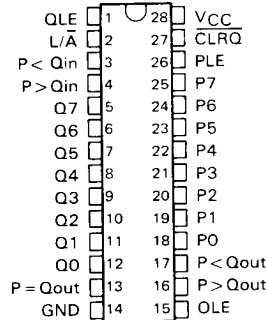 QLE 1 28 VCC
L/A̅ 2 27 C̅L̅R̅Q̅
P<Qin 3 26 PLE
P>Qin 4 25 P7
Q7 5 24 P6
Q6 6 23 P5
Q5 7 22 P4
Q4 8 21 P3
Q3 9 20 P2
Q2 10 19 P1
Q1 11 18 P0
Q0 12 17 P<Qout
P=Qout 13 16 P>Qout
GND 14 15 OLE